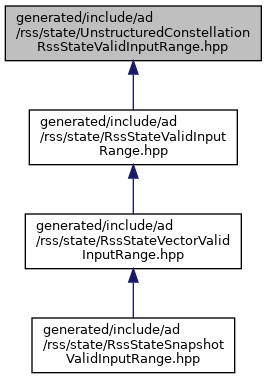 generated/include/ad
/rss/state/UnstructuredConstellation
RssStateValidInputRange.hpp
generated/include/ad
/rss/state/RssStateValidInput
Range.hpp
generated/include/ad
/rss/state/RssStateVectorValid
InputRange.hpp
generated/include/ad
/rss/state/RssStateSnapshot
ValidInputRange.hpp